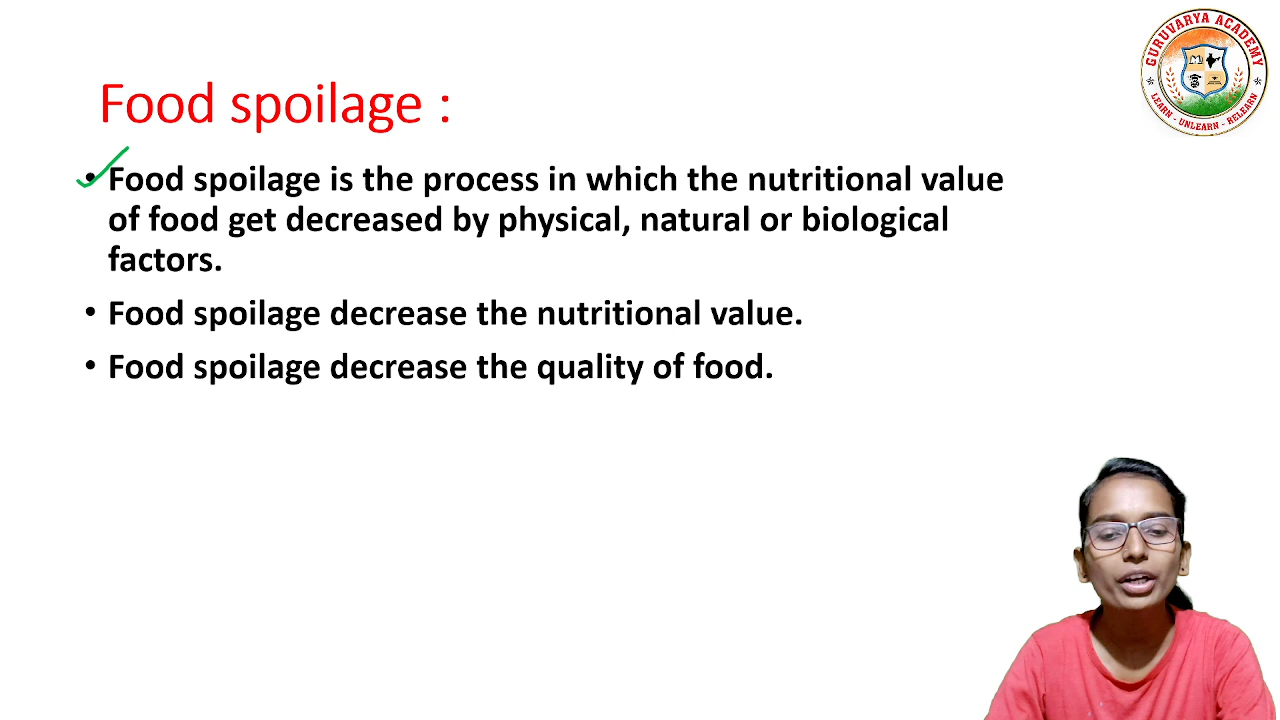 Food spoilage :
• Food spoilage is the process in which the nutritional value
of food get decreased by physical, natural or biological
factors.
• Food spoilage decrease the nutritional value.
• Food spoilage decrease the quality of food.
GURUVARYA ACADEMY
LEARN - UNLEARN - RELEARN